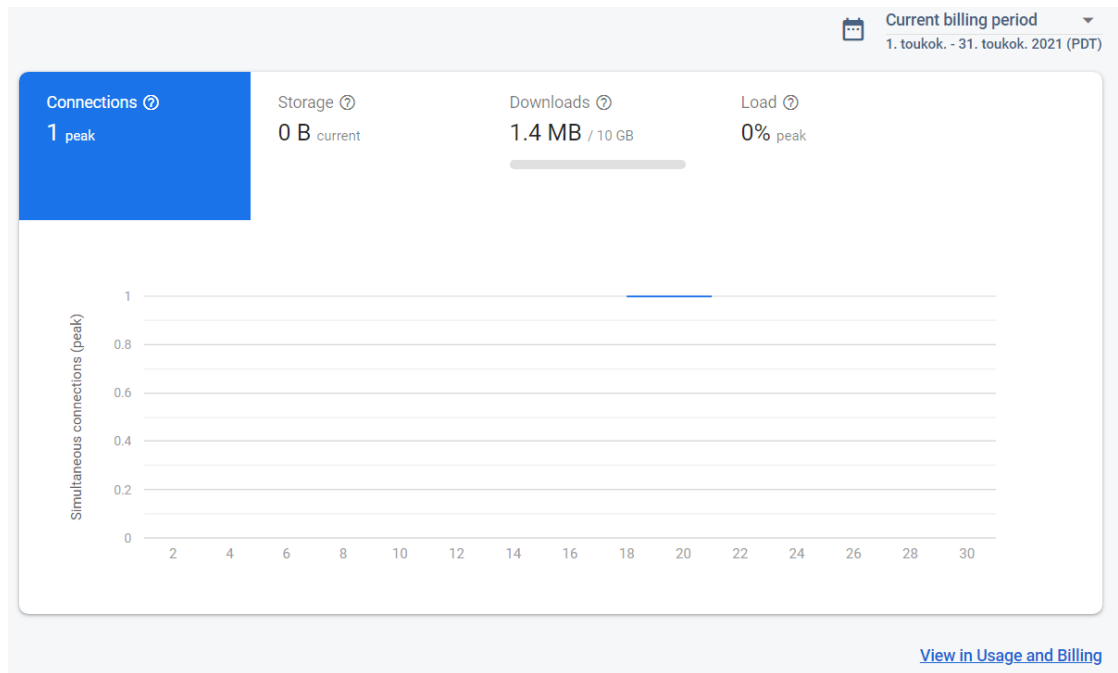 Current billing period
1. toukok. - 31. toukok. 2021 (PDT)
Connections
1 peak
Storage
0 B current
Downloads
1.4 MB / 10 GB
Load
0% peak
Simultaneous connections (peak)
1
0.8
0.6
0.4
0.2
0
2 4 6 8 10 12 14 16 18 20 22 24 26 28 30
View in Usage and Billing